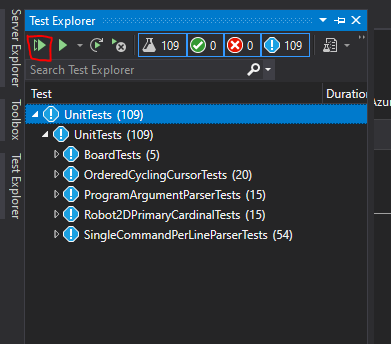 Server Explorer
Toolbox
Test Explorer
Test Explorer
109 0 0 109
Search Test Explorer
Test Duration
UnitTests (109)
UnitTests (109)
BoardTests (5)
OrderedCyclingCursorTests (20)
ProgramArgumentParserTests (15)
Robot2DPrimaryCardinalTests (15)
SingleCommandPerLineParserTests (54)